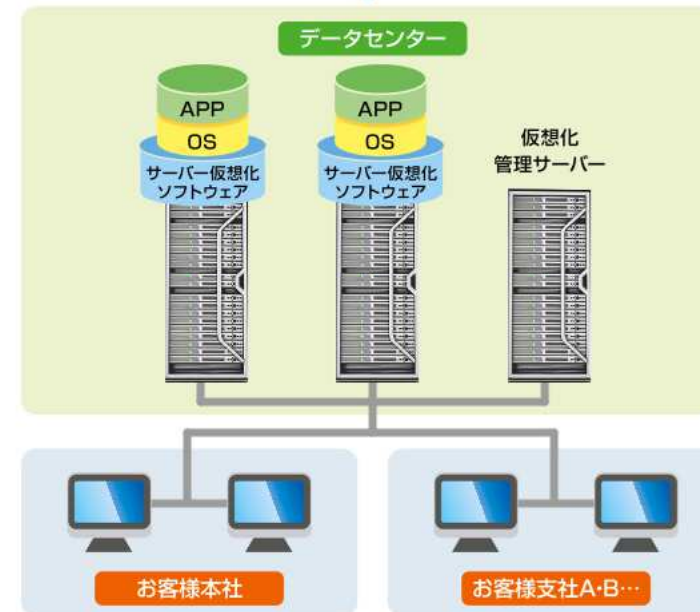 データセンター
APP
OS
サーバー仮想化
ソフトウェア
APP
OS
サーバー仮想化
ソフトウェア
仮想化
管理サーバー
お客様本社
お客様支社A・B…